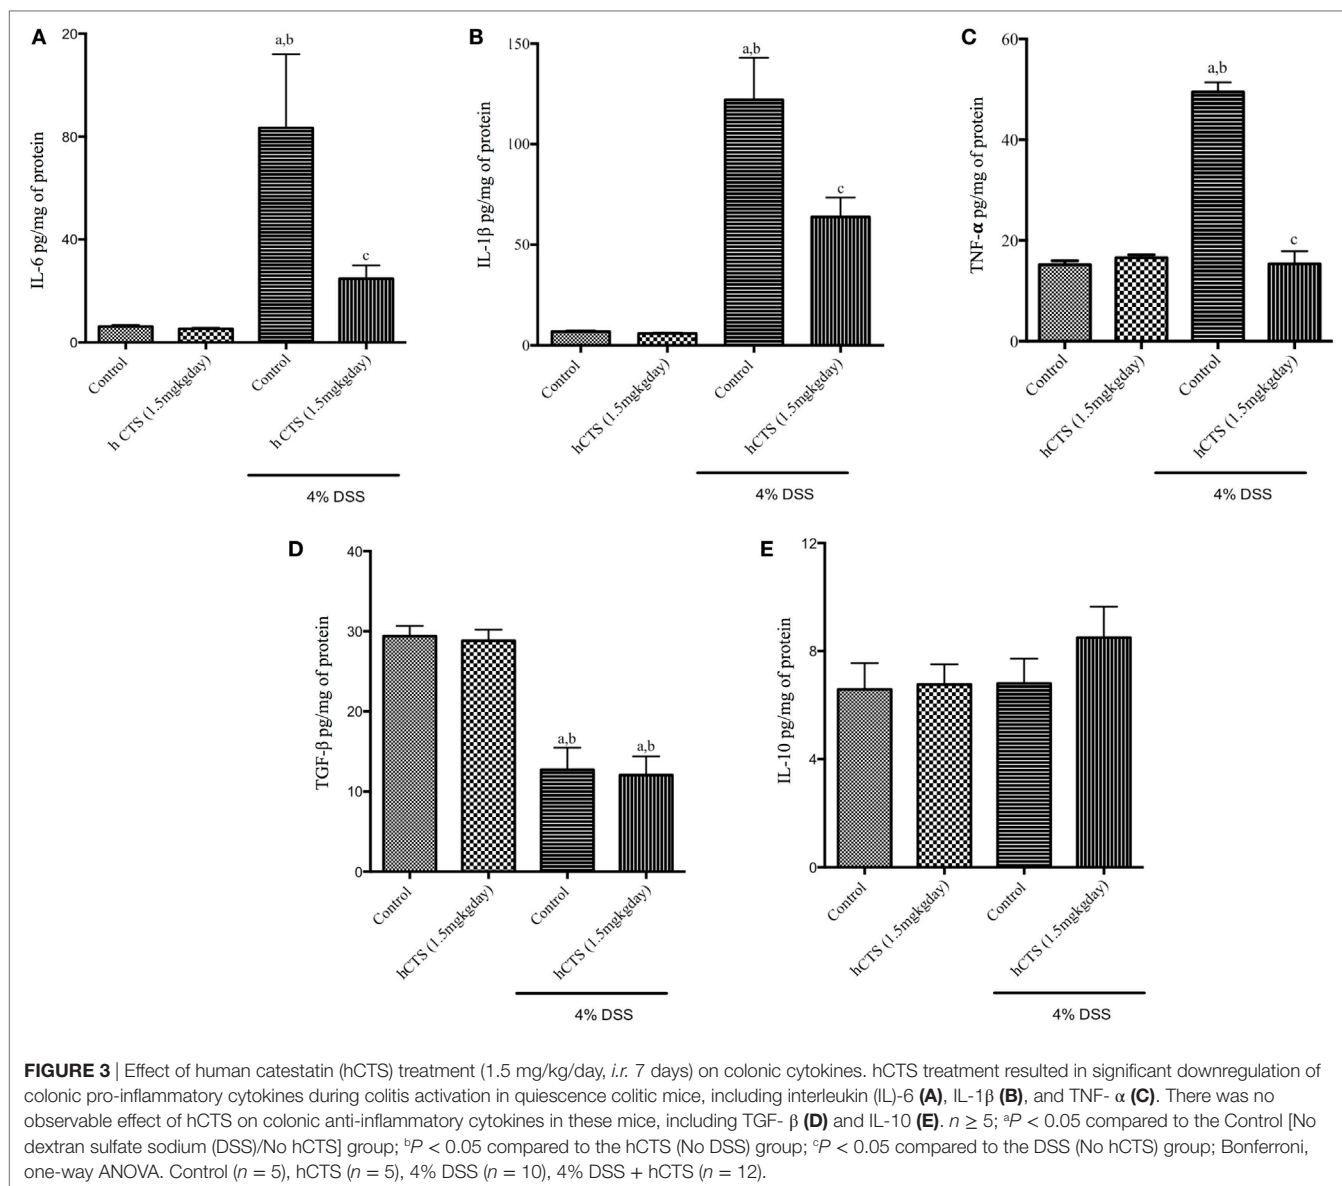 A
20
80
40
0
IL-6 pg/mg of protein
a,b
c
Control
h CTS (1.5mgkgday)
Control
hCTS (1.5mgkgday)
4% DSS
B
150
100
50
0
IL-1β pg/mg of protein
a,b
c
Control
hCTS (1.5mgkgday)
Control
hCTS (1.5mgkgday)
4% DSS
C
60
40
20
0
TNF-α pg/mg of protein
a,b
c
Control
hCTS (1.5mgkgday)
Control
hCTS (1.5mgkgday)
4% DSS
D
40
30
20
10
0
TGF-β pg/mg of protein
a,b
a,b
Control
hCTS (1.5mgkgday)
Control
hCTS (1.5mgkgday)
4% DSS
E
12
8
4
0
IL-10 pg/mg of protein
Control
hCTS (1.5mgkgday)
Control
hCTS (1.5mgkgday)
4% DSS
FIGURE 3 | Effect of human catestatin (hCTS) treatment (1.5 mg/kg/day, i.r. 7 days) on colonic cytokines. hCTS treatment resulted in significant downregulation of
colonic pro-inflammatory cytokines during colitis activation in quiescence colitic mice, including interleukin (IL)-6 (A), IL-1β (B), and TNF- α (C). There was no
observable effect of hCTS on colonic anti-inflammatory cytokines in these mice, including TGF- β (D) and IL-10 (E). n ≥ 5; ᵃP < 0.05 compared to the Control [No
dextran sulfate sodium (DSS)/No hCTS] group; ᵇP < 0.05 compared to the hCTS (No DSS) group; ᶜP < 0.05 compared to the DSS (No hCTS) group; Bonferroni,
one-way ANOVA. Control (n = 5), hCTS (n = 5), 4% DSS (n = 10), 4% DSS + hCTS (n = 12).